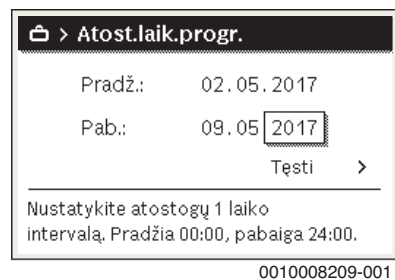 > Atost.laik.progr.
Pradž.: 02.05.2017
Pab.: 09.05 2017
Tęsti >
Nustatykite atostogų 1 laiko
intervalą. Pradžia 00:00, pabaiga 24:00.
0010008209-001